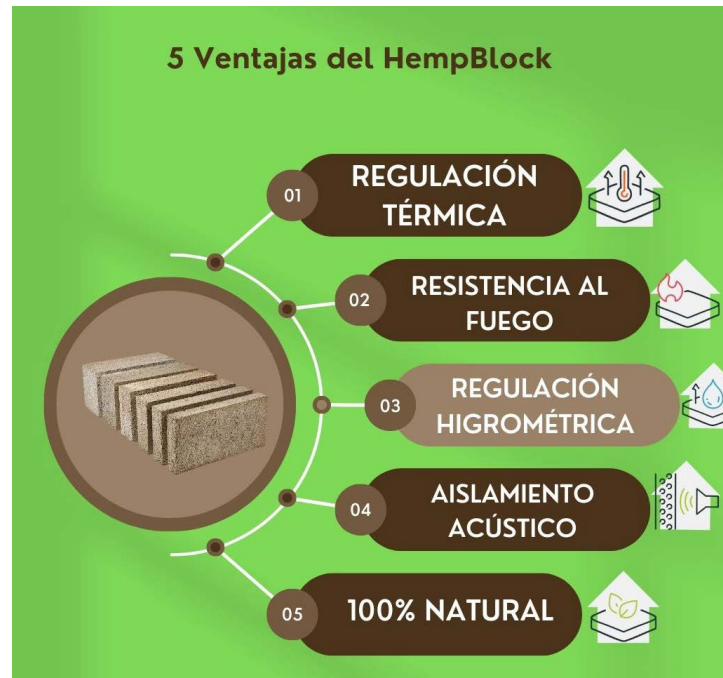 5 Ventajas del HempBlock
01
REGULACIÓN
TÉRMICA
02
RESISTENCIA AL
FUEGO
03
REGULACIÓN
HIGROMÉTRICA
04
AISLAMIENTO
ACÚSTICO
05
100% NATURAL